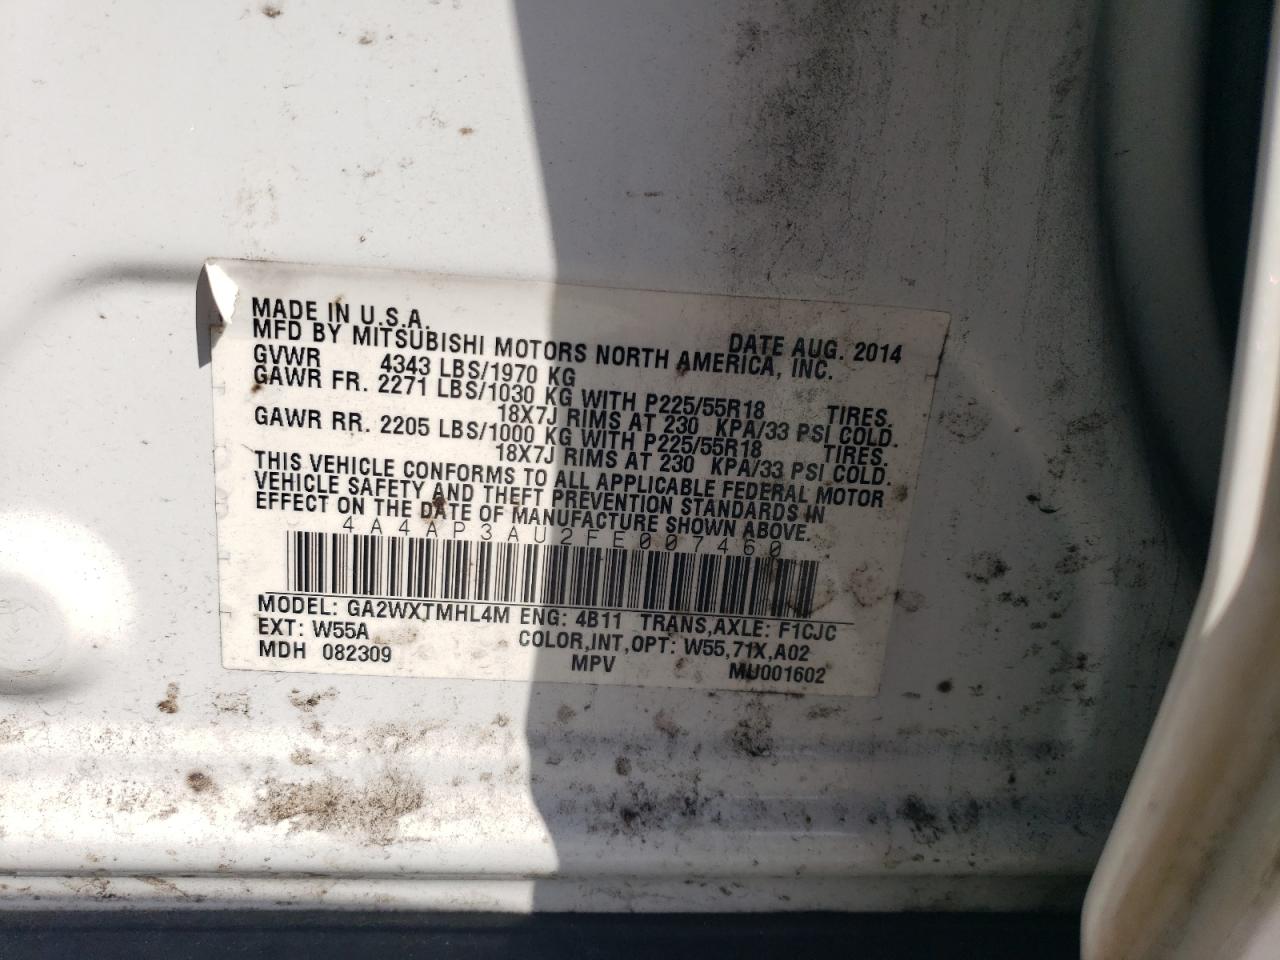 MADE IN U.S.A.
DATE AUG. 2014
MFD BY MITSUBISHI MOTORS NORTH AMERICA, INC.
GVWR 4343 LBS/1970 KG
GAWR FR. 2271 LBS/1030 KG WITH P225/55R18 TIRES.
18X7J RIMS AT 230 KPA/33 PSI COLD.
GAWR RR. 2205 LBS/1000 KG WITH P225/55R18 TIRES.
18X7J RIMS AT 230 KPA/33 PSI COLD.
THIS VEHICLE CONFORMS TO ALL APPLICABLE FEDERAL MOTOR
VEHICLE SAFETY AND THEFT PREVENTION STANDARDS IN
EFFECT ON THE DATE OF MANUFACTURE SHOWN ABOVE.
4A4AP3AU2FE007460
MODEL: GA2WXTMHL4M ENG: 4B11 TRANS,AXLE: F1CJC
EXT: W55A COLOR,INT,OPT: W55,71X,A02
MDH 082309 MPV MU001602